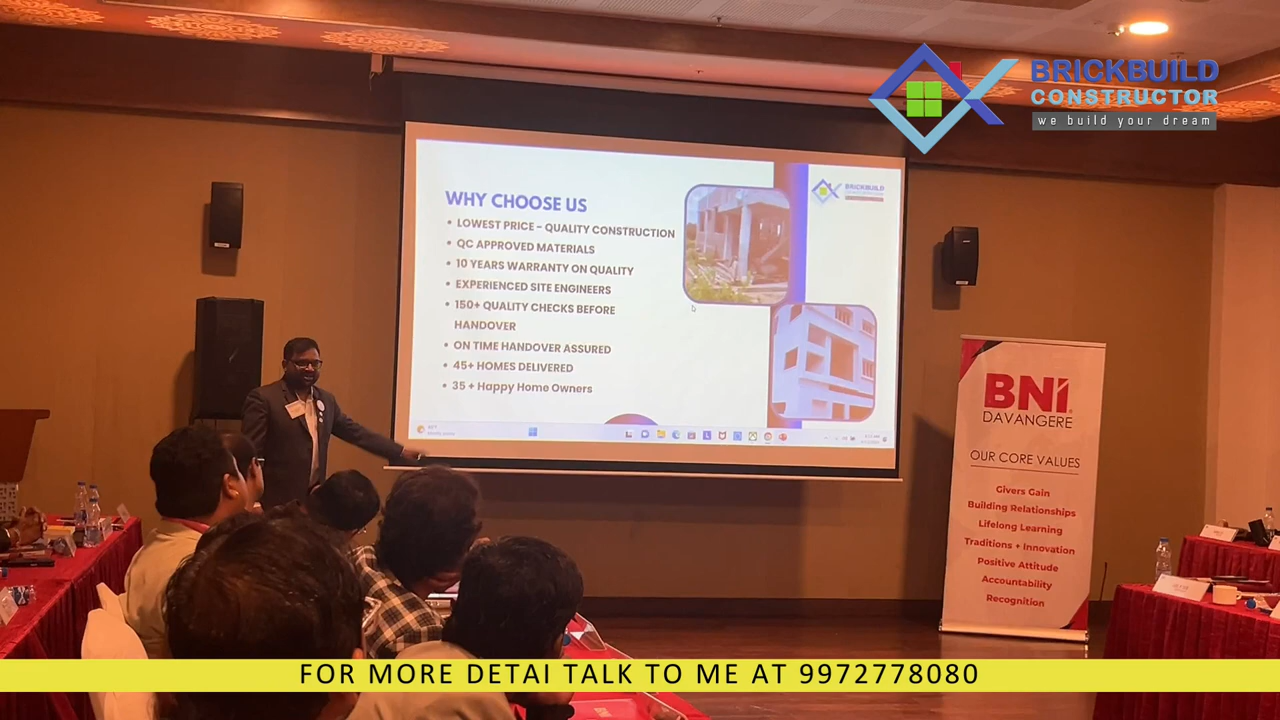 BRICKBUILD
CONSTRUCTOR
we build your dream
WHY CHOOSE US
• LOWEST PRICE - QUALITY CONSTRUCTION
• QC APPROVED MATERIALS
• 10 YEARS WARRANTY ON QUALITY
• EXPERIENCED SITE ENGINEERS
• 150+ QUALITY CHECKS BEFORE
HANDOVER
• ON TIME HANDOVER ASSURED
• 45+ HOMES DELIVERED
• 35 + Happy Home Owners
BRICKBUILD
BNI
DAVANGERE
OUR CORE VALUES
Givers Gain
Building Relationships
Lifelong Learning
Traditions + Innovation
Positive Attitude
Accountability
Recognition
FOR MORE DETAI TALK TO ME AT 9972778080